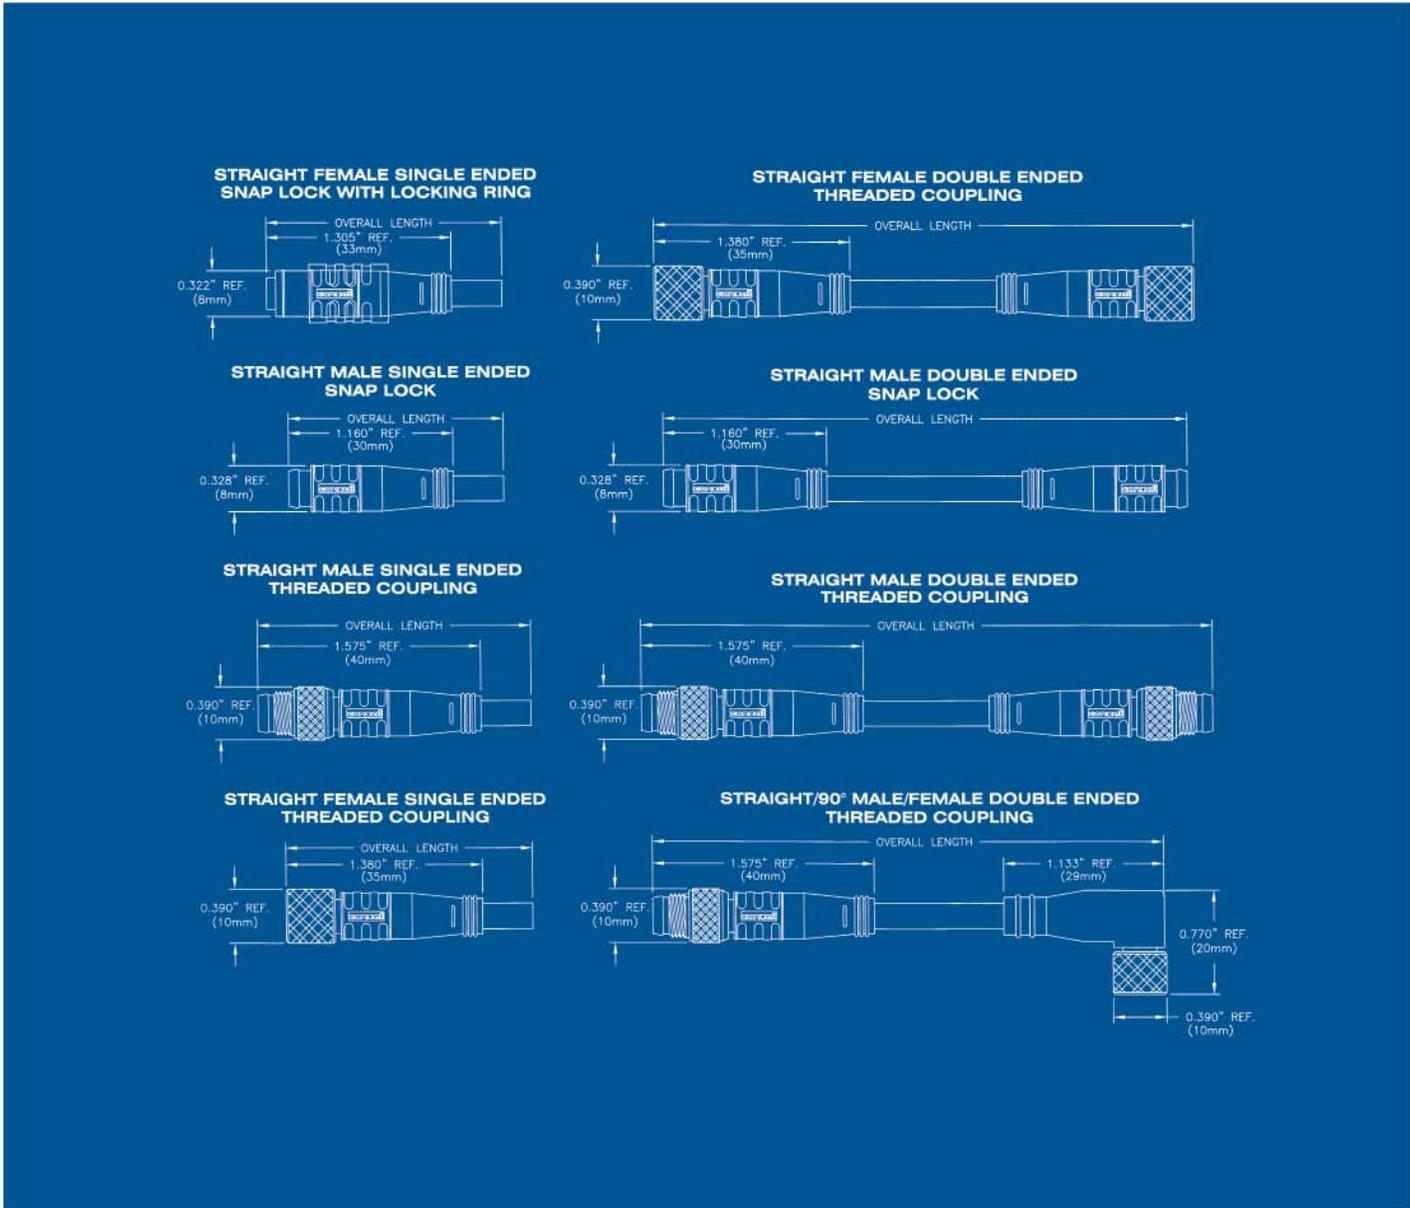 STRAIGHT FEMALE SINGLE ENDED
SNAP LOCK WITH LOCKING RING
OVERALL LENGTH
1.305" REF.
(33mm)
0.322" REF.
(8mm)
STRAIGHT FEMALE DOUBLE ENDED
THREADED COUPLING
OVERALL LENGTH
1.380" REF.
(35mm)
0.390" REF.
(10mm)
STRAIGHT MALE SINGLE ENDED
SNAP LOCK
OVERALL LENGTH
1.160" REF.
(30mm)
0.328" REF.
(8mm)
STRAIGHT MALE DOUBLE ENDED
SNAP LOCK
OVERALL LENGTH
1.160" REF.
(30mm)
0.328" REF.
(8mm)
STRAIGHT MALE SINGLE ENDED
THREADED COUPLING
OVERALL LENGTH
1.575" REF.
(40mm)
0.390" REF.
(10mm)
STRAIGHT MALE DOUBLE ENDED
THREADED COUPLING
OVERALL LENGTH
1.575" REF.
(40mm)
0.390" REF.
(10mm)
STRAIGHT FEMALE SINGLE ENDED
THREADED COUPLING
OVERALL LENGTH
1.380" REF.
(35mm)
0.390" REF.
(10mm)
STRAIGHT/90° MALE/FEMALE DOUBLE ENDED
THREADED COUPLING
OVERALL LENGTH
1.575" REF.
(40mm)
1.133" REF.
(29mm)
0.390" REF.
(10mm)
0.770" REF.
(20mm)
0.390" REF.
(10mm)